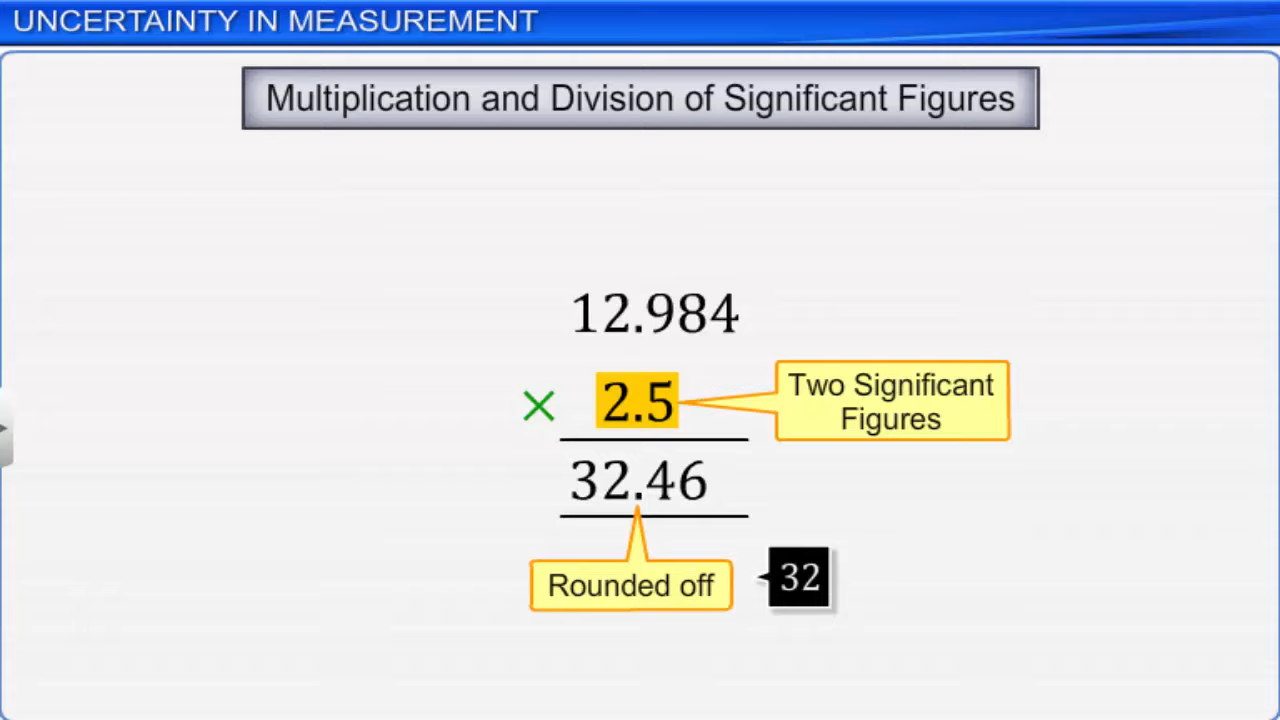 UNCERTAINTY IN MEASUREMENT
Multiplication and Division of Significant Figures
12.984
× 2.5
Two Significant
Figures
32.46
Rounded off
32